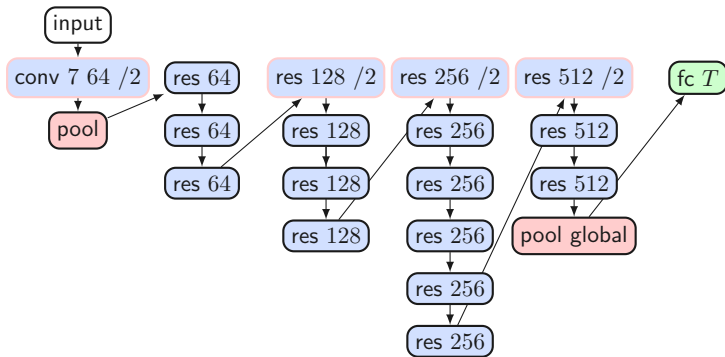 input
conv 7 64 /2
pool
res 64
res 64
res 64
res 128 /2
res 128
res 128
res 128
res 256 /2
res 256
res 256
res 256
res 256
res 256
res 512 /2
res 512
res 512
pool global
fc T